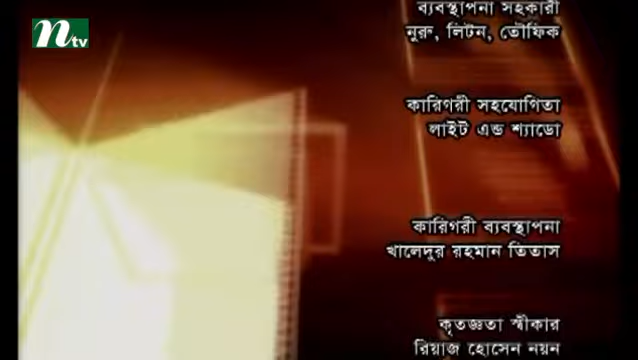 ntv
ব্যবস্থাপনা সহকারী
নুরু, লিটন, তৌফিক
কারিগরী সহযোগিতা
লাইট এন্ড শ্যাডো
কারিগরী ব্যবস্থাপনা
খালেদুর রহমান তিতাস
কৃতজ্ঞতা স্বীকার
রিয়াজ হোসেন নয়ন